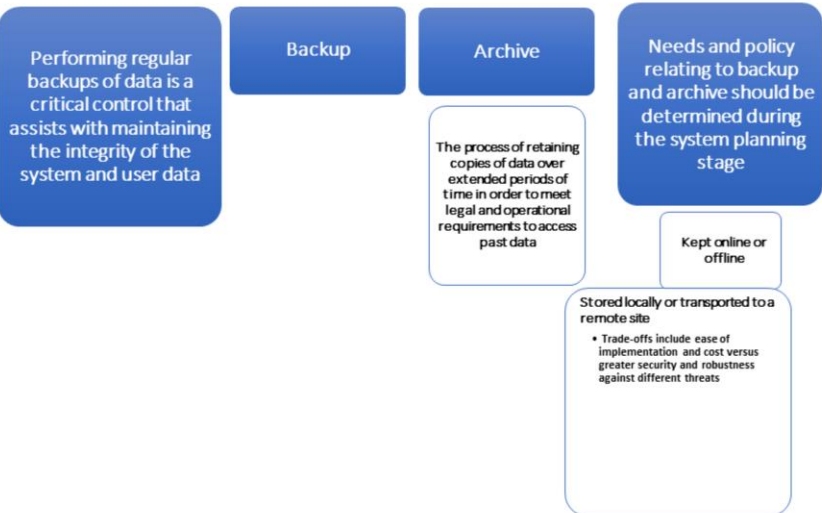 Performing regular
backups of data is a
critical control that
assists with maintaining
the integrity of the
system and user data
Backup
Archive
The process of retaining
copies of data over
extended periods of
time in order to meet
legal and operational
requirements to access
past data
Needs and policy
relating to backup
and archive should be
determined during
the system planning
stage
Kept online or
offline
Stored locally or transported to a
remote site
• Trade-offs include ease of
implementation and cost versus
greater security and robustness
against different threats